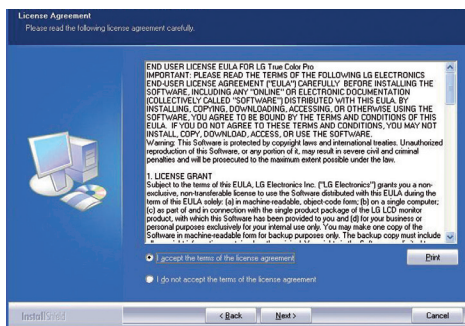 License Agreement
Please read the following license agreement carefully.
END USER LICENSE EULA FOR LG True Color Pro
IMPORTANT: PLEASE READ THE TERMS OF THE FOLLOWING LG ELECTRONICS
END-USER LICENSE AGREEMENT ("EULA") CAREFULLY BEFORE INSTALLING THE
SOFTWARE, INCLUDING ANY "ONLINE" OR ELECTRONIC DOCUMENTATION
(COLLECTIVELY CALLED "SOFTWARE") DISTRIBUTED WITH THIS EULA. BY
INSTALLING, COPYING, DOWNLOADING, ACCESSING, OR OTHERWISE USING THE
SOFTWARE, YOU AGREE TO BE BOUND BY THE TERMS AND CONDITIONS OF THIS
EULA. IF YOU DO NOT AGREE TO THESE TERMS AND CONDITIONS, YOU MAY NOT
INSTALL, COPY, DOWNLOAD, ACCESS, OR USE THE SOFTWARE.
Warning: This Software is protected by copyright laws and international treaties. Unauthorized
reproduction of this Software, or any portion of it, may result in severe civil and criminal
penalties and will be prosecuted to the maximum extent possible under the law.
1. LICENSE GRANT
Subject to the terms of this EULA, LG Electronics Inc. ("LG Electronics") grants you a non-
exclusive, non-transferable license to use the Software distributed with this EULA during the
term of this EULA solely: (a) in machine-readable, object-code form; (b) on a single computer;
(c) as part of and in connection with the single product package of the LG LCD monitor
product, with which this Software has been provided to you and (d) for your business or
personal purposes exclusively for your internal use only. You may make one copy of the
Software in machine-readable form for backup purposes only. The backup copy must include
I accept the terms of the license agreement
Print
I do not accept the terms of the license agreement
InstallShield
< Back
Next >
Cancel